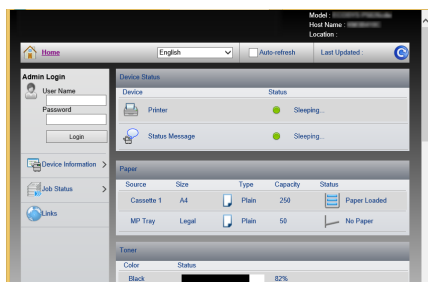 Model :
Host Name :
Location :
Home
English
Auto-refresh
Last Updated :
Admin Login
User Name
Password
Login
Device Information
Job Status
Links
Device Status
Device Status
Printer Sleeping...
Status Message Sleeping...
Paper
Source Size Type Capacity Status
Cassette 1 A4 Plain 250 Paper Loaded
MP Tray Legal Plain 50 No Paper
Toner
Color Status
Black 82%